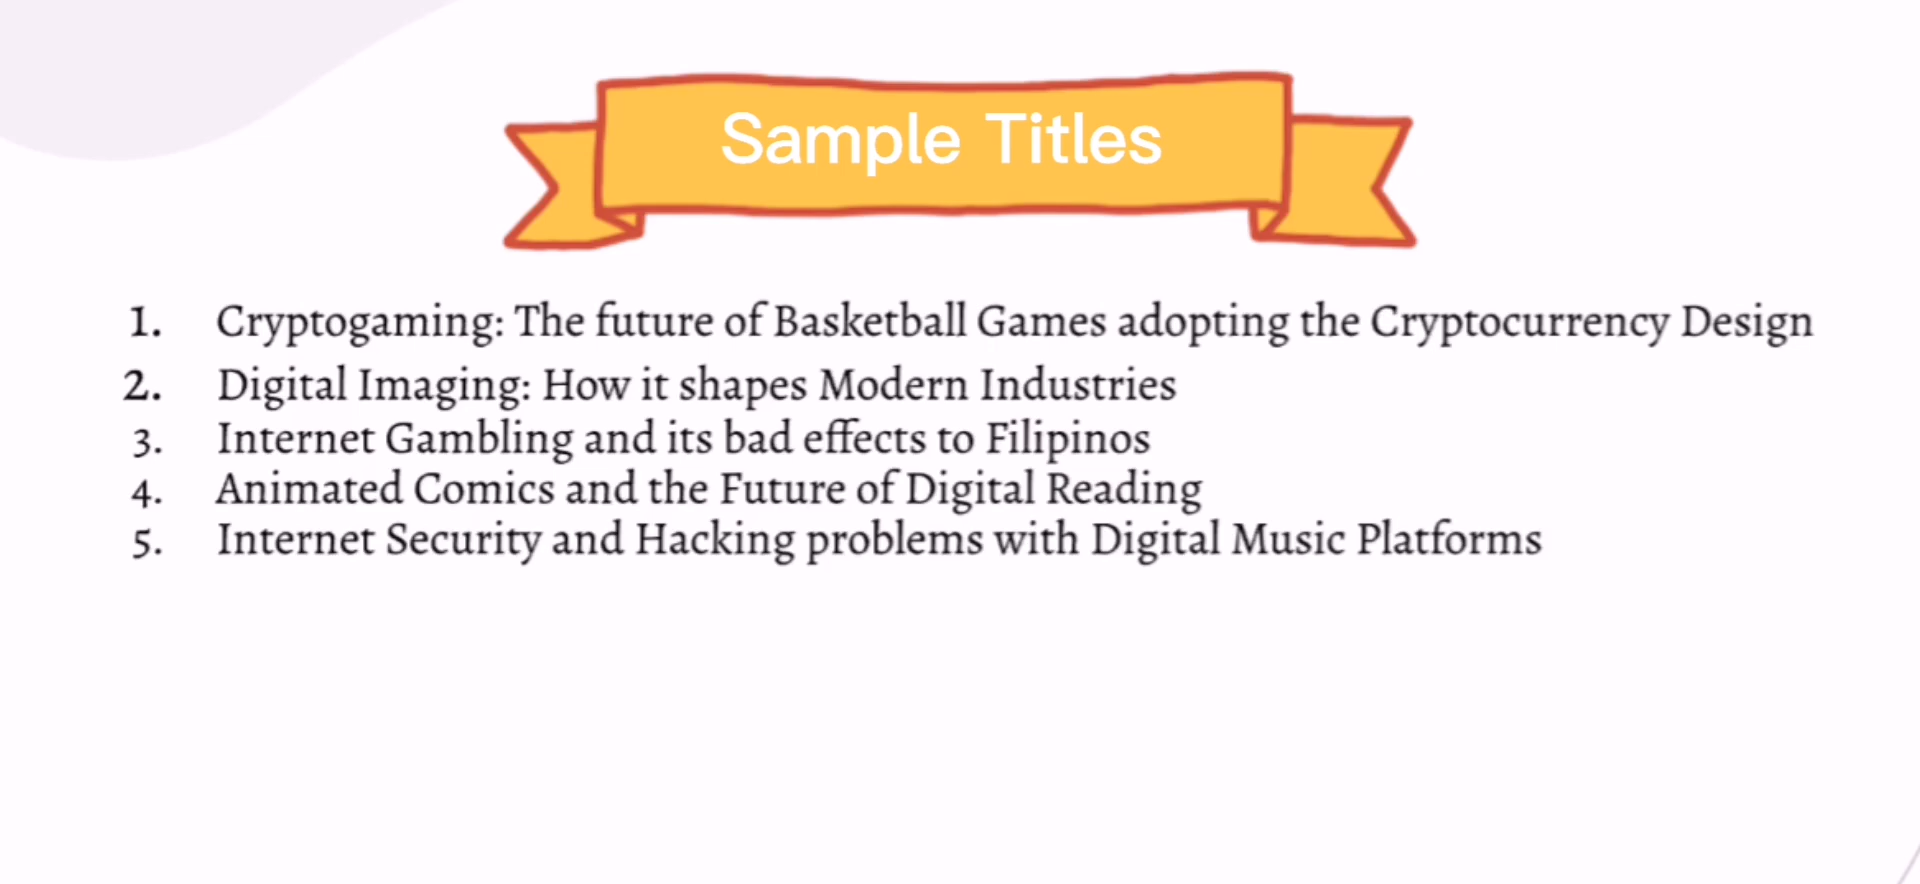 Sample Titles
1. Cryptogaming: The future of Basketball Games adopting the Cryptocurrency Design
2. Digital Imaging: How it shapes Modern Industries
3. Internet Gambling and its bad effects to Filipinos
4. Animated Comics and the Future of Digital Reading
5. Internet Security and Hacking problems with Digital Music Platforms